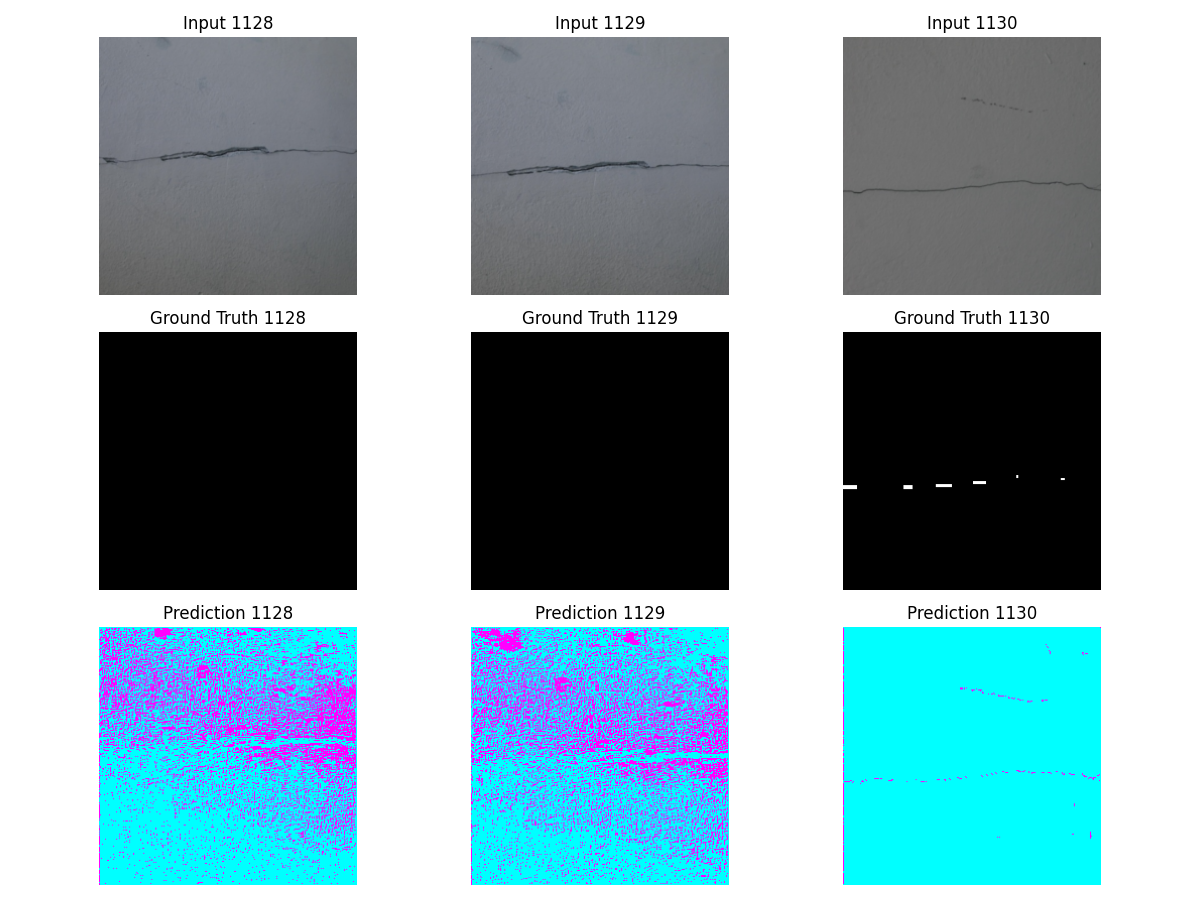 Input 1128
Input 1129
Input 1130
Ground Truth 1128
Ground Truth 1129
Ground Truth 1130
Prediction 1128
Prediction 1129
Prediction 1130